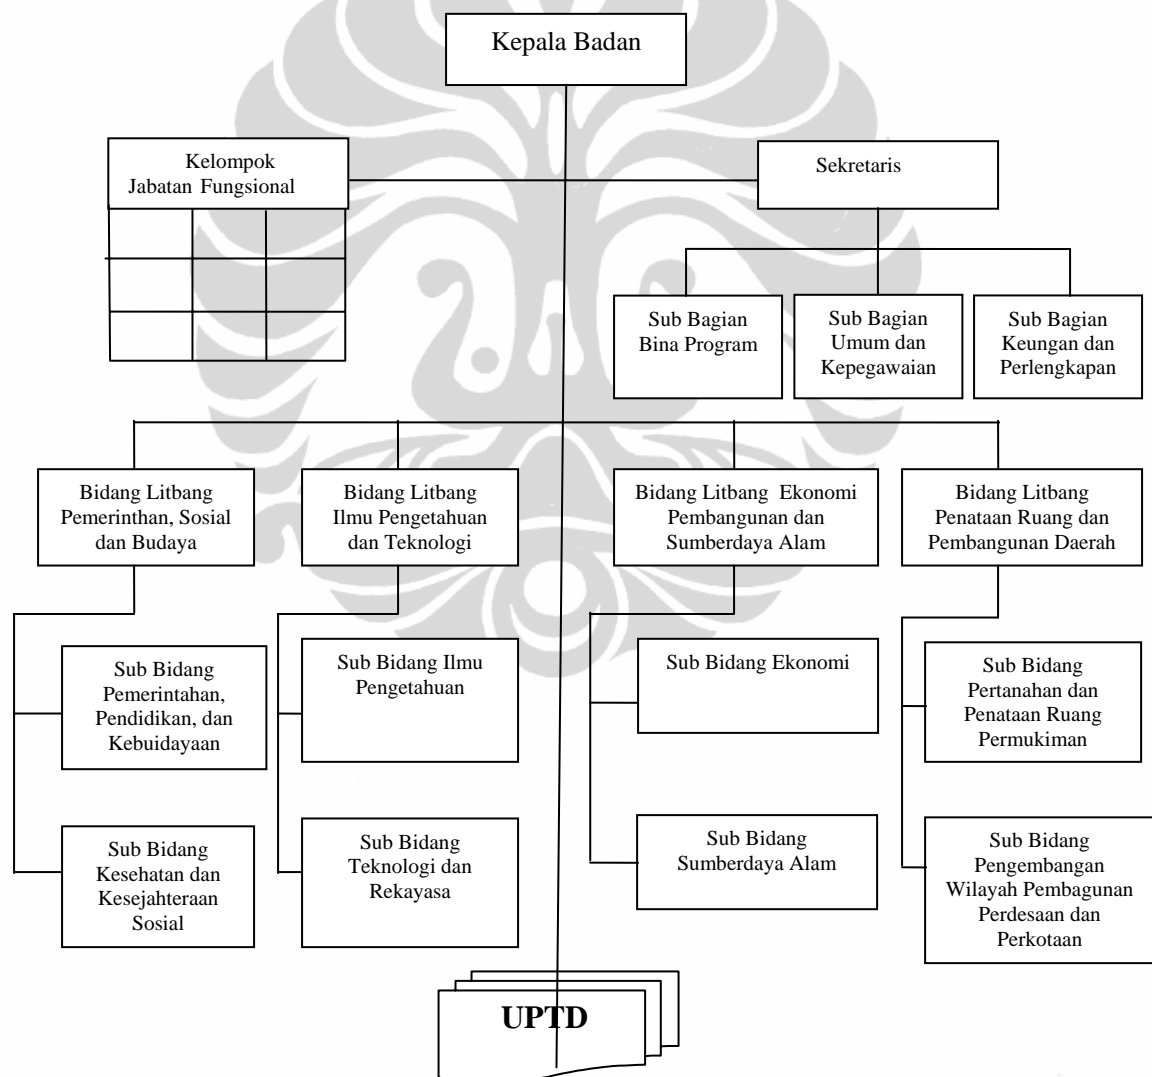 Kepala Badan
Kelompok
Jabatan Fungsional
Sekretaris
Sub Bagian
Bina Program
Sub Bagian
Umum dan
Kepegawaian
Sub Bagian
Keungan dan
Perlengkapan
Bidang Litbang
Pemerinthan, Sosial
dan Budaya
Bidang Litbang
Ilmu Pengetahuan
dan Teknologi
Bidang Litbang Ekonomi
Pembangunan dan
Sumberdaya Alam
Bidang Litbang
Penataan Ruang dan
Pembangunan Daerah
Sub Bidang
Pemerintahan,
Pendidikan, dan
Kebuidayaan
Sub Bidang Ilmu
Pengetahuan
Sub Bidang Ekonomi
Sub Bidang
Pertanahan dan
Penataan Ruang
Permukiman
Sub Bidang
Kesehatan dan
Kesejahteraan
Sosial
Sub Bidang
Teknologi dan
Rekayasa
Sub Bidang
Sumberdaya Alam
Sub Bidang
Pengembangan
Wilayah Pembagunan
Perdesaan dan
Perkotaan
UPTD